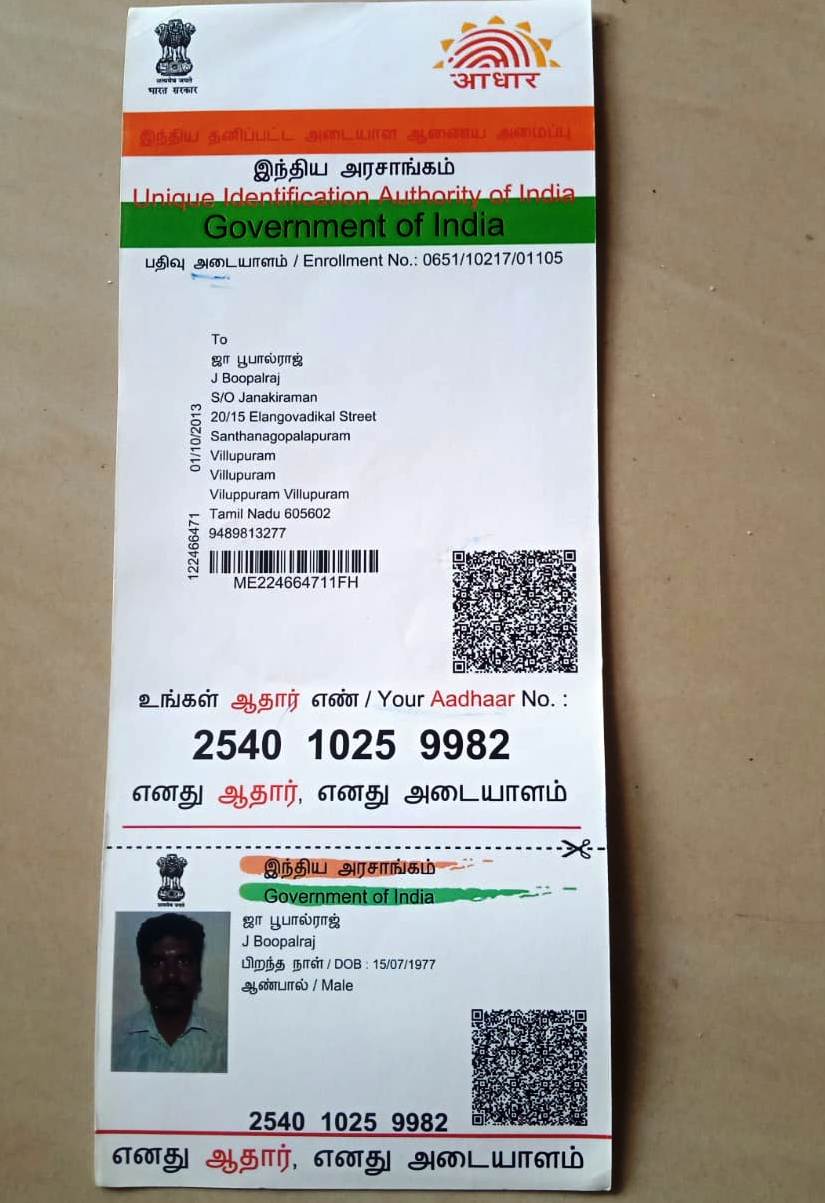 भारत सरकार
आधार
இந்திய தனிப்பட்ட அடையாள ஆணைய அமைப்பு
இந்திய அரசாங்கம்
Unique Identification Authority of India
Government of India
பதிவு அடையாளம் / Enrollment No.: 0651/10217/01105
To
ஜா பூபால்ராஜ்
J Boopalraj
S/O Janakiraman
20/15 Elangovadikal Street
Santhanagopalapuram
Villupuram
Villupuram
Viluppuram Villupuram
Tamil Nadu 605602
9489813277
01/10/2013
122466471
ME224664711FH
உங்கள் ஆதார் எண் / Your Aadhaar No. :
2540 1025 9982
எனது ஆதார், எனது அடையாளம்
இந்திய அரசாங்கம்
Government of India
ஜா பூபால்ராஜ்
J Boopalraj
பிறந்த நாள் / DOB : 15/07/1977
ஆண்பால் / Male
2540 1025 9982
எனது ஆதார், எனது அடையாளம்